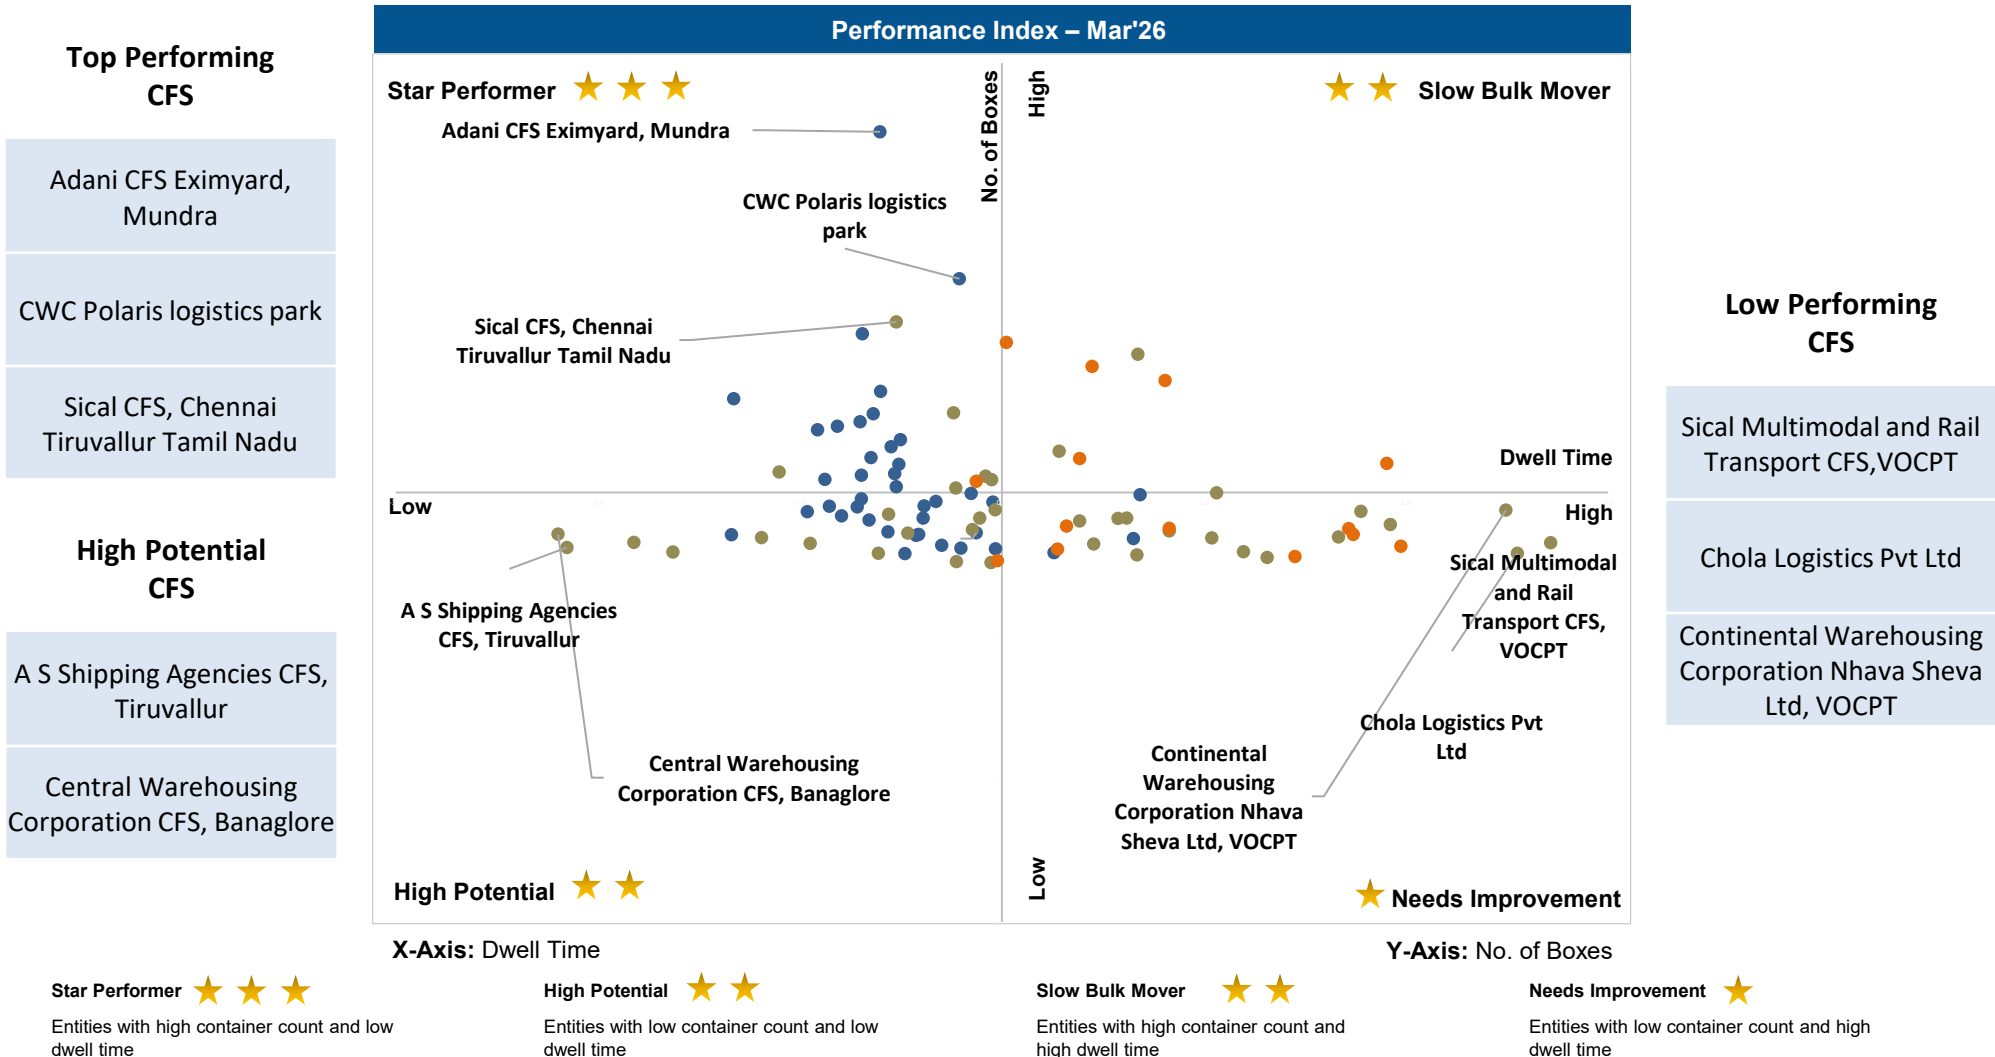 Performance Index – Mar'26
Top Performing
CFS
Adani CFS Eximyard,
Mundra
CWC Polaris logistics park
Sical CFS, Chennai
Tiruvallur Tamil Nadu
High Potential
CFS
A S Shipping Agencies CFS,
Tiruvallur
Central Warehousing
Corporation CFS, Banaglore
Star Performer
Adani CFS Eximyard, Mundra
CWC Polaris logistics
park
Sical CFS, Chennai
Tiruvallur Tamil Nadu
No. of Boxes
High
Slow Bulk Mover
Dwell Time
Low
High
A S Shipping Agencies
CFS, Tiruvallur
Central Warehousing
Corporation CFS, Banaglore
Sical Multimodal
and Rail
Transport CFS,
VOCPT
Chola Logistics Pvt
Ltd
Continental
Warehousing
Corporation Nhava
Sheva Ltd, VOCPT
High Potential
Low
Needs Improvement
Low Performing
CFS
Sical Multimodal and Rail
Transport CFS,VOCPT
Chola Logistics Pvt Ltd
Continental Warehousing
Corporation Nhava Sheva
Ltd, VOCPT
X-Axis: Dwell Time
Y-Axis: No. of Boxes
Star Performer
Entities with high container count and low
dwell time
High Potential
Entities with low container count and low
dwell time
Slow Bulk Mover
Entities with high container count and
high dwell time
Needs Improvement
Entities with low container count and high
dwell time